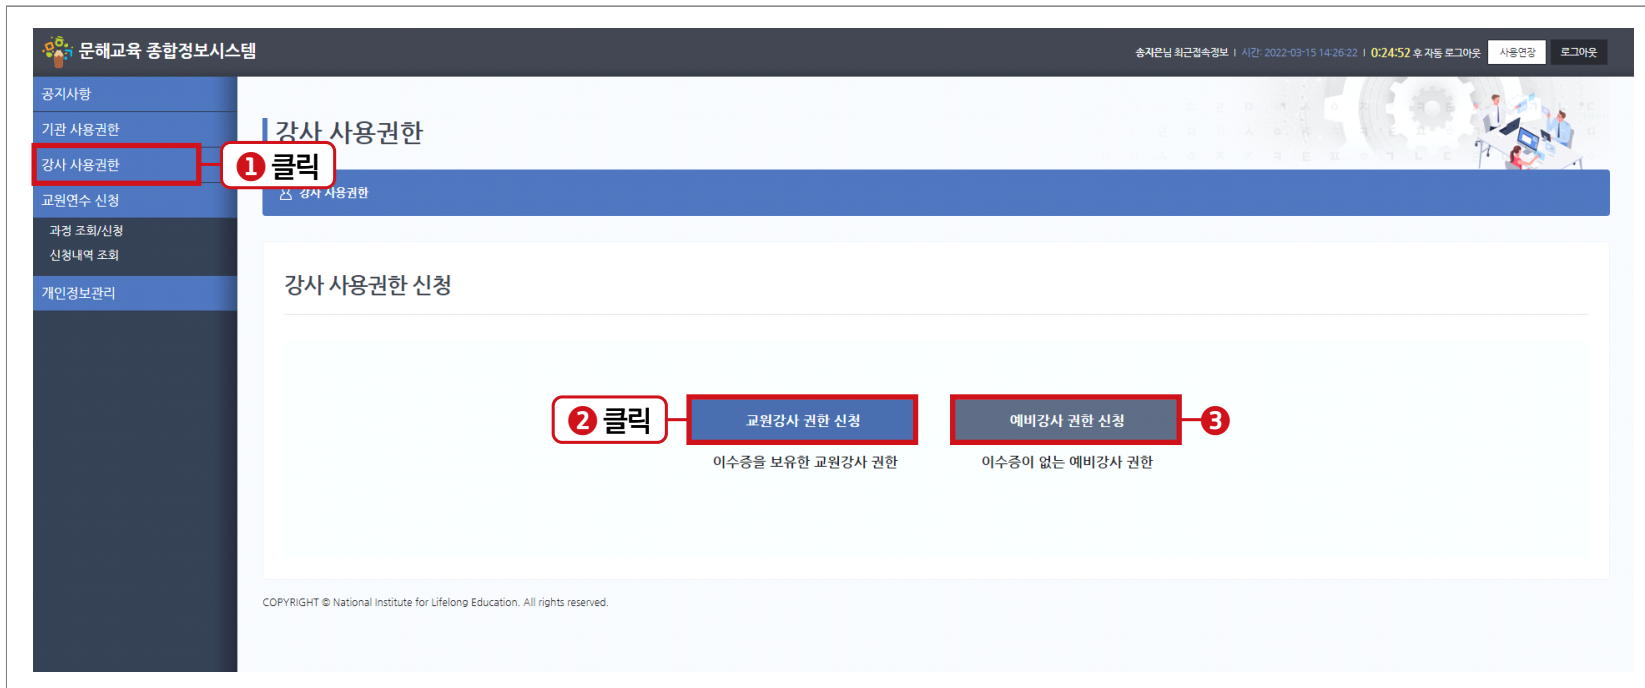 문해교육 종합정보시스템
송지은님 최근접속정보 | 시간: 2022-03-15 14:26:22 | 0:24:52 후 자동 로그아웃 사용연장 로그아웃
공지사항
기관 사용권한
강사 사용권한
교원연수 신청
과정 조회/신청
신청내역 조회
개인정보관리
강사 사용권한
1 클릭
강사 사용권한
강사 사용권한 신청
2 클릭 교원강사 권한 신청 예비강사 권한 신청 3
이수증을 보유한 교원강사 권한 이수증이 없는 예비강사 권한
COPYRIGHT © National Institute for Lifelong Education. All rights reserved.